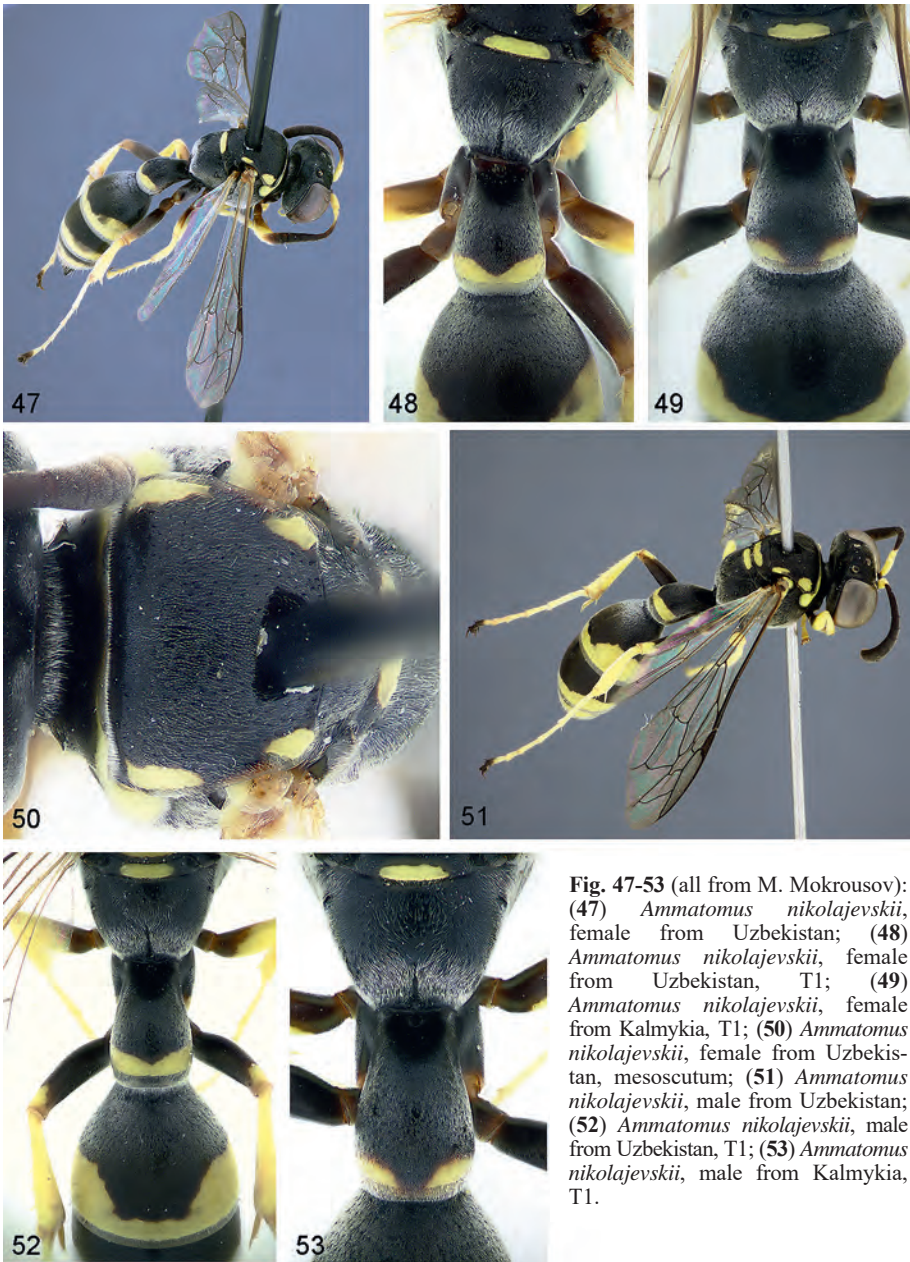 47
48
49
50
51
52
53
Fig. 47-53 (all from M. Mokrousov):
(47) Ammatomus nikolajevskii,
female from Uzbekistan; (48)
Ammatomus nikolajevskii, female
from Uzbekistan, T1; (49)
Ammatomus nikolajevskii, female
from Kalmykia, T1; (50) Ammatomus
nikolajevskii, female from Uzbekis-
tan, mesoscutum; (51) Ammatomus
nikolajevskii, male from Uzbekistan;
(52) Ammatomus nikolajevskii, male
from Uzbekistan, T1; (53) Ammatomus
nikolajevskii, male from Kalmykia,
T1.